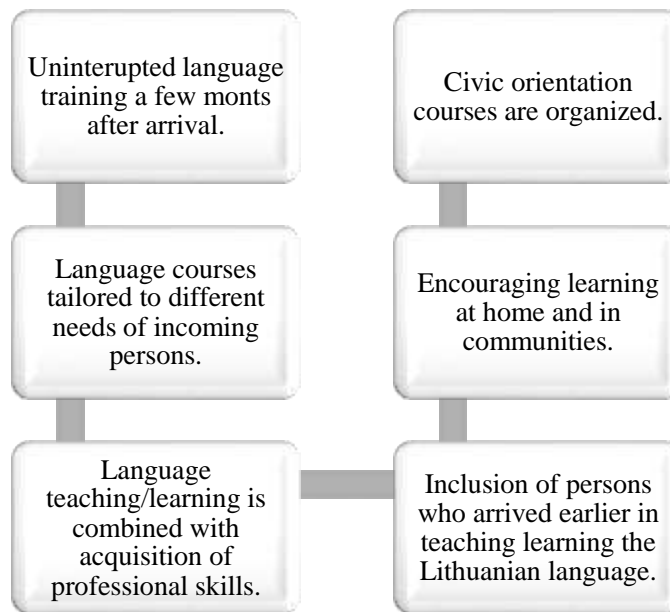 Uninterupted language
training a few monts
after arrival.
Language courses
tailored to different
needs of incoming
persons.
Language
teaching/learning is
combined with
acquisition of
professional skills.
Inclusion of persons
who arrived earlier in
teaching learning the
Lithuanian language.
Encouraging learning
at home and in
communities.
Civic orientation
courses are organized.